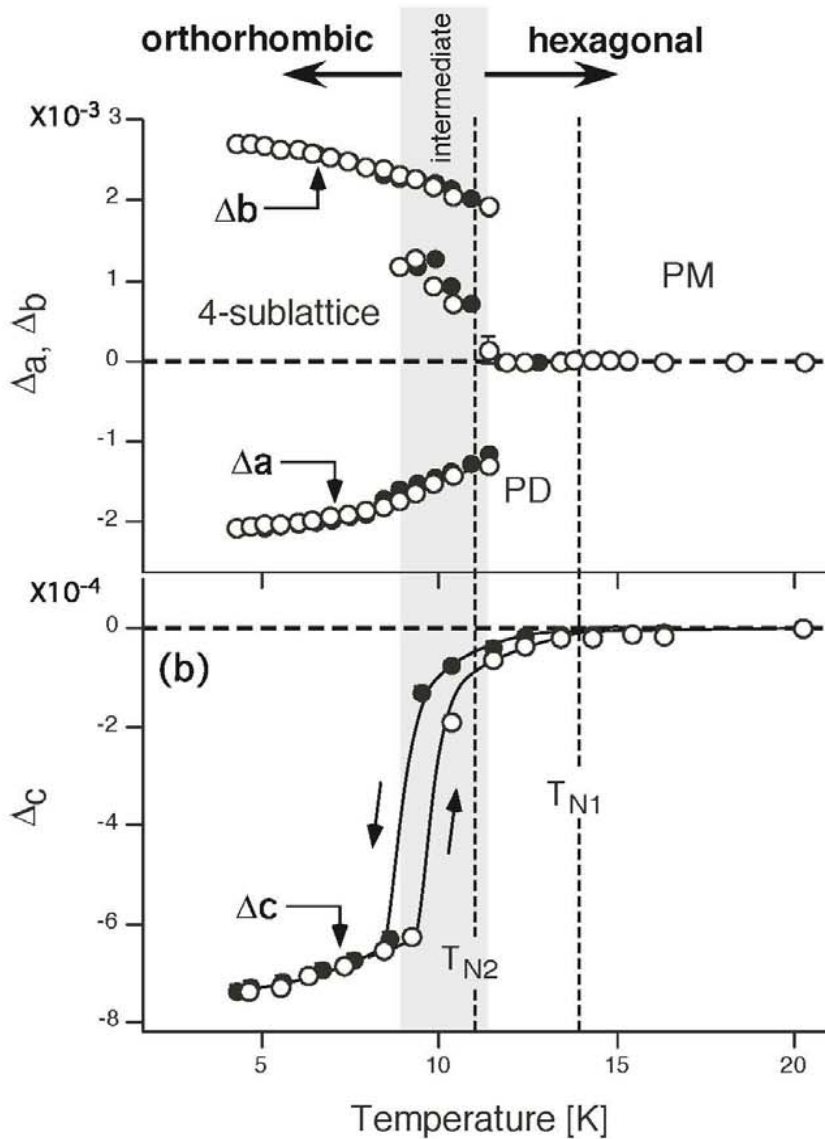 orthorhombic
intermediate
hexagonal
X10-3
3
2
1
0
-1
-2
Δa, Δb
Δb
4-sublattice
PM
Δa
PD
X10-4
0
-2
-4
-6
-8
Δc
(b)
TN1
Δc
TN2
5
10
15
20
Temperature [K]